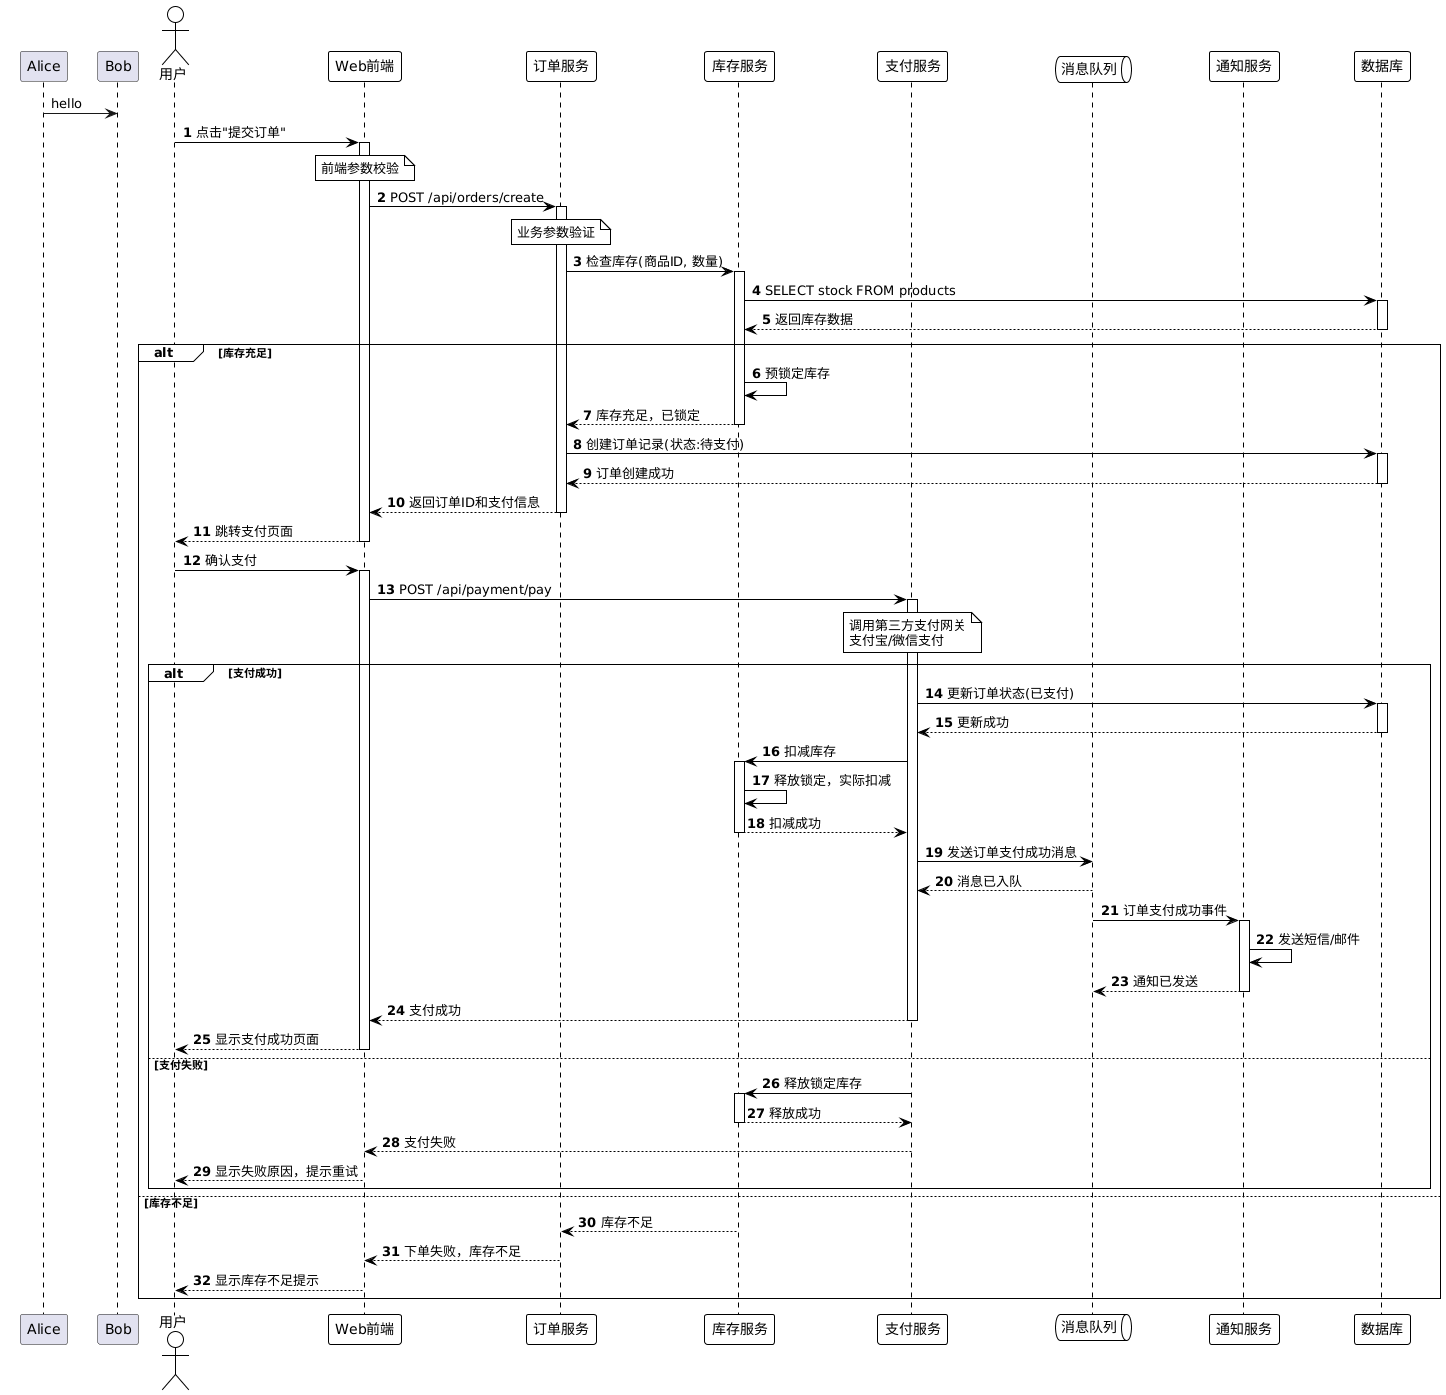 用户
Alice
Bob
Web前端
订单服务
库存服务
支付服务
消息队列
通知服务
数据库
hello
1 点击"提交订单"
前端参数校验
2 POST /api/orders/create
业务参数验证
3 检查库存(商品ID, 数量)
4 SELECT stock FROM products
5 返回库存数据
alt [库存充足]
6 预锁定库存
7 库存充足，已锁定
8 创建订单记录(状态:待支付)
9 订单创建成功
10 返回订单ID和支付信息
11 跳转支付页面
12 确认支付
13 POST /api/payment/pay
调用第三方支付网关
支付宝/微信支付
alt [支付成功]
14 更新订单状态(已支付)
15 更新成功
16 扣减库存
17 释放锁定，实际扣减
18 扣减成功
19 发送订单支付成功消息
20 消息已入队
21 订单支付成功事件
22 发送短信/邮件
23 通知已发送
24 支付成功
25 显示支付成功页面
[支付失败]
26 释放锁定库存
27 释放成功
28 支付失败
29 显示失败原因，提示重试
[库存不足]
30 库存不足
31 下单失败，库存不足
32 显示库存不足提示
Alice
Bob
用户
Web前端
订单服务
库存服务
支付服务
消息队列
通知服务
数据库